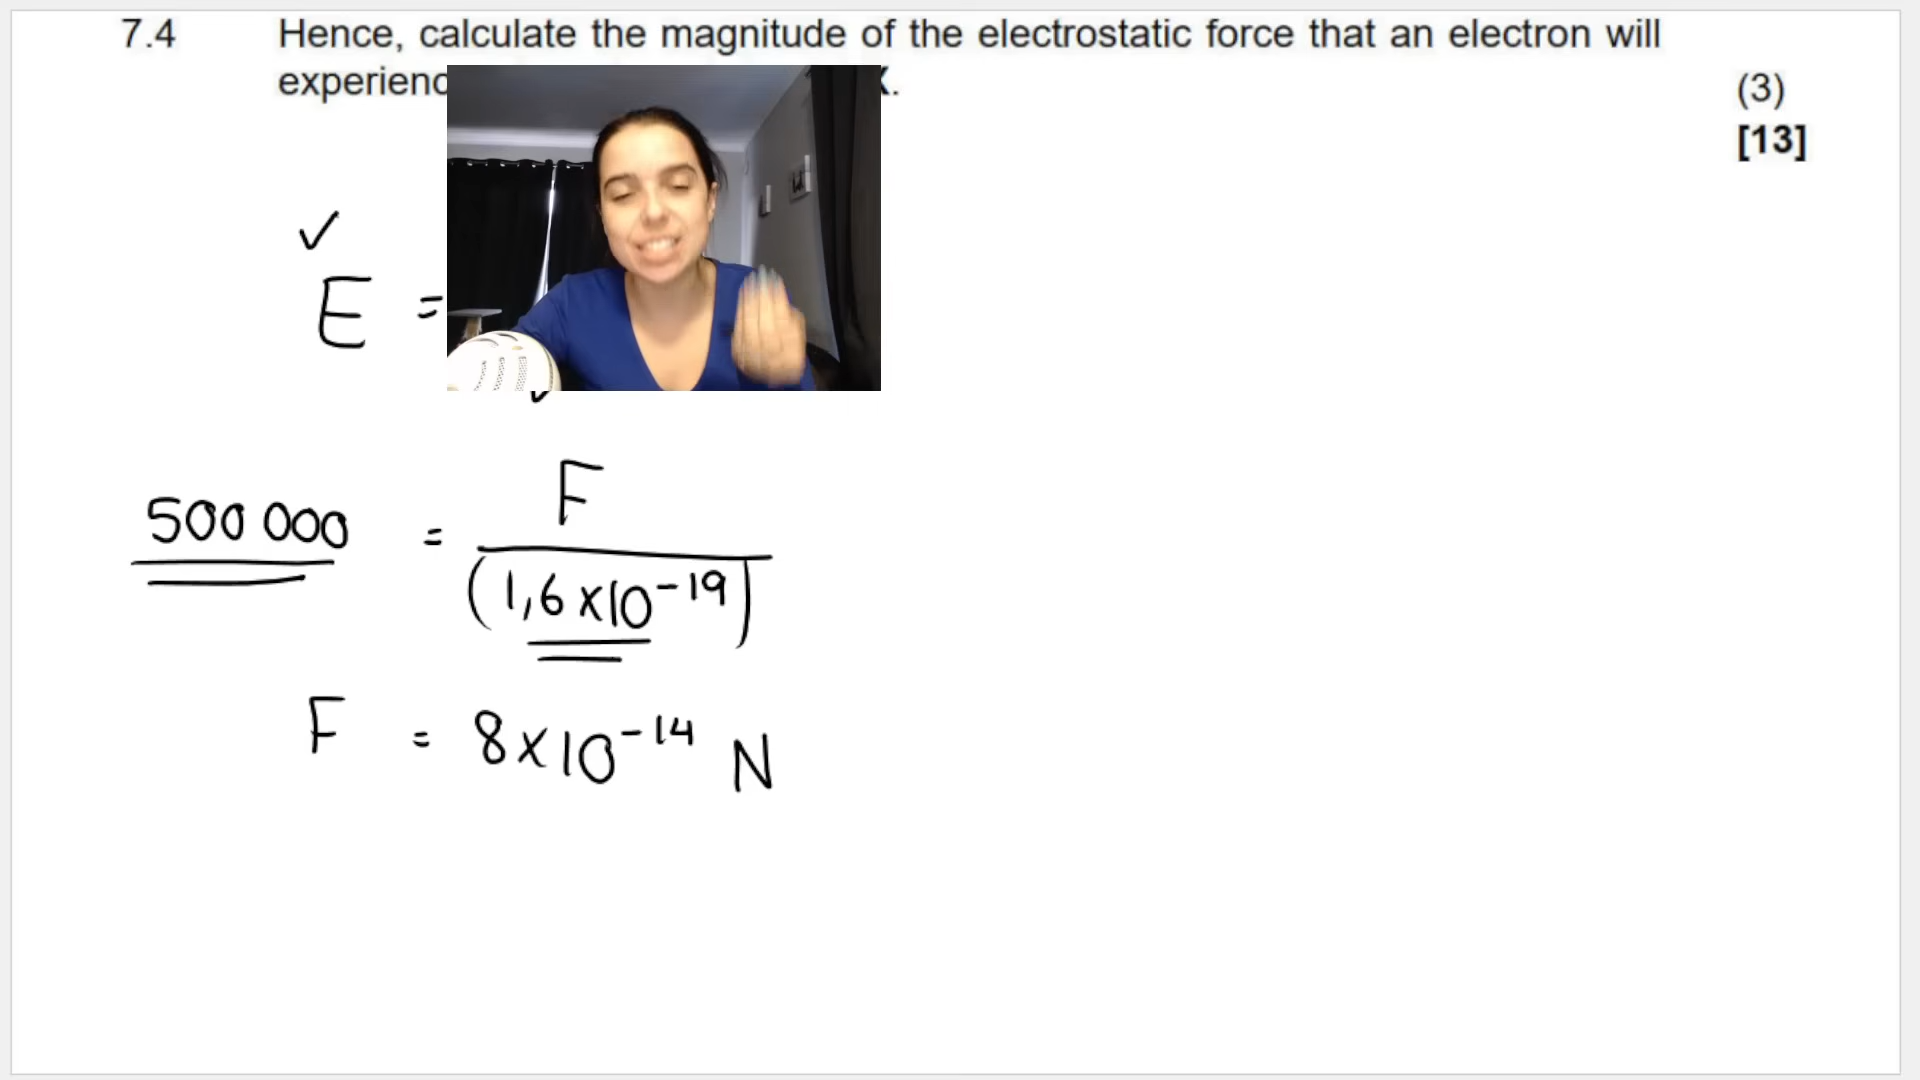 7.4 Hence, calculate the magnitude of the electrostatic force that an electron will
X. (3)
[13]
✓
E =
500 000 = F
(1,6 x 10⁻¹⁹)
F = 8 x 10⁻¹⁴ N